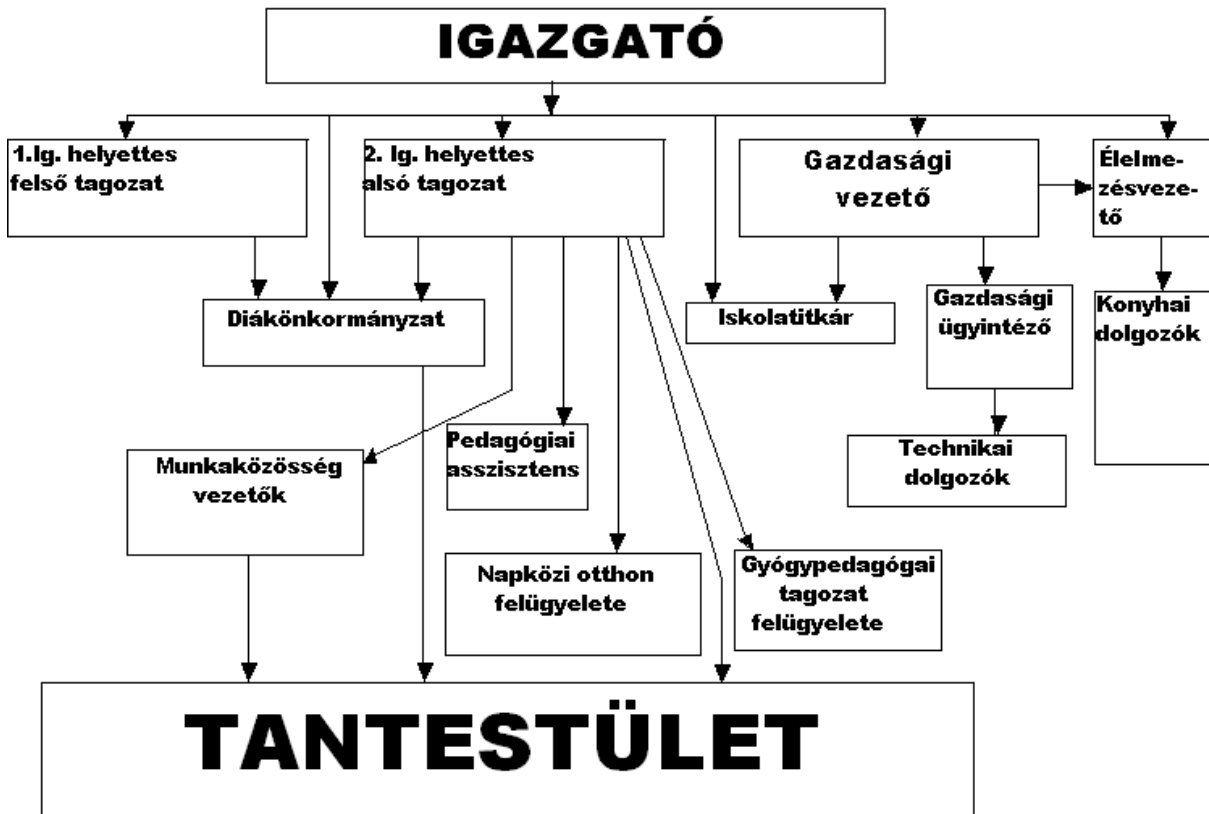 IGAZGATÓ
1.Ig. helyettes
felső tagozat
2. Ig. helyettes
alsó tagozat
Gazdasági
vezető
Élelme-
zésveze-
tő
Diákönkormányzat
Iskolatitkár
Gazdasági
ügyintéző
Konyhai
dolgozók
Munkaközösség
vezetők
Pedagógiai
asszisztens
Technikai
dolgozók
Napközi otthon
felügyelete
Gyógypedagógai
tagozat
felügyelete
TANTESTÜLET